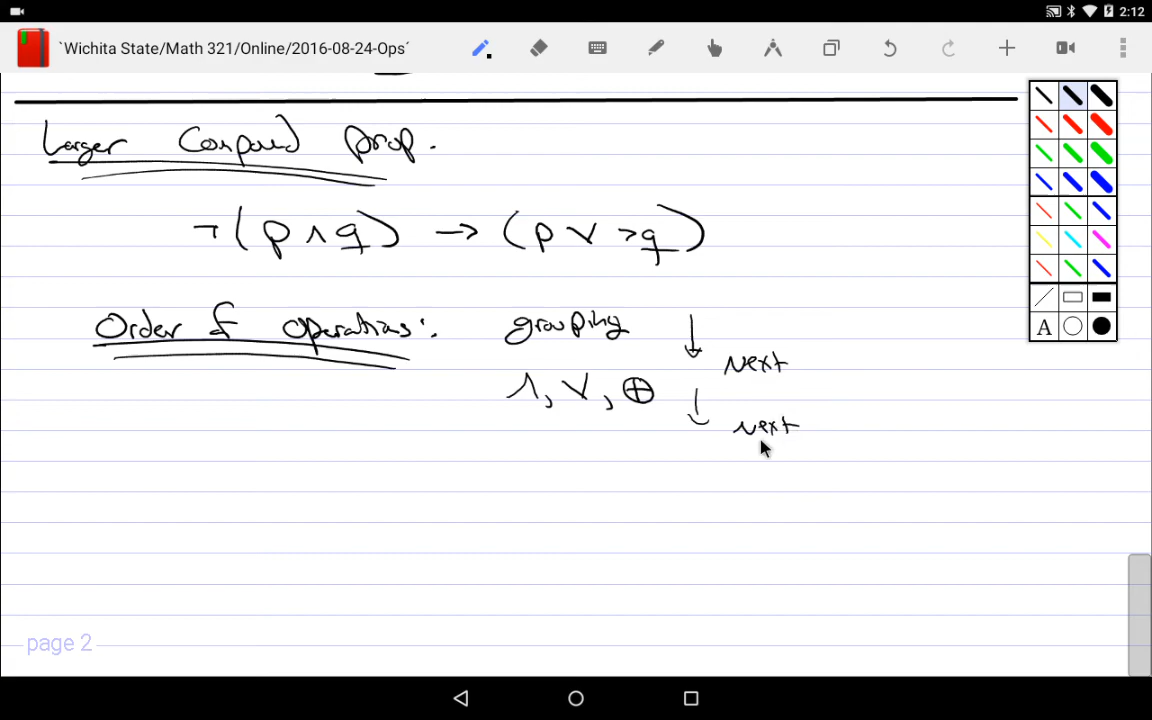 2:12
`Wichita State/Math 321/Online/2016-08-24-Ops´
Larger Compound prop.
¬(p ∧ q) → (p ∨ ¬q)
Order of operations: grouping ↓ Next
∧, ∨, ⊕ ↓ Next
A
page 2